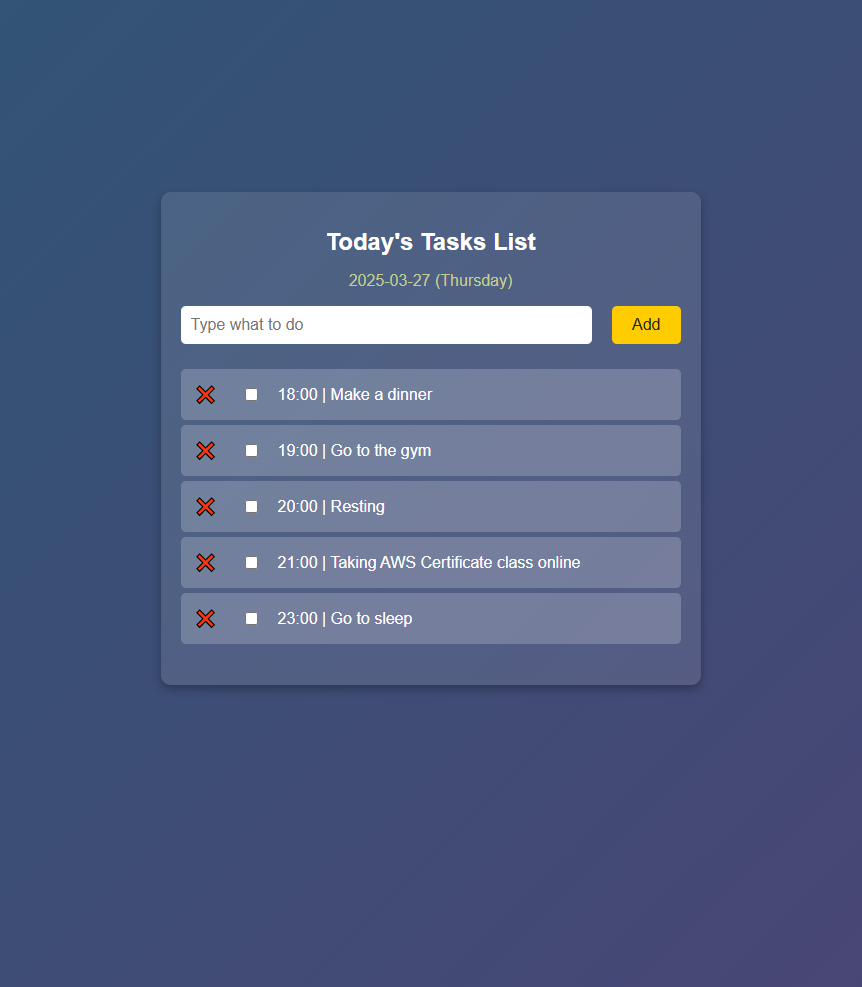 Today's Tasks List
2025-03-27 (Thursday)
Type what to do
Add
18:00 | Make a dinner
19:00 | Go to the gym
20:00 | Resting
21:00 | Taking AWS Certificate class online
23:00 | Go to sleep